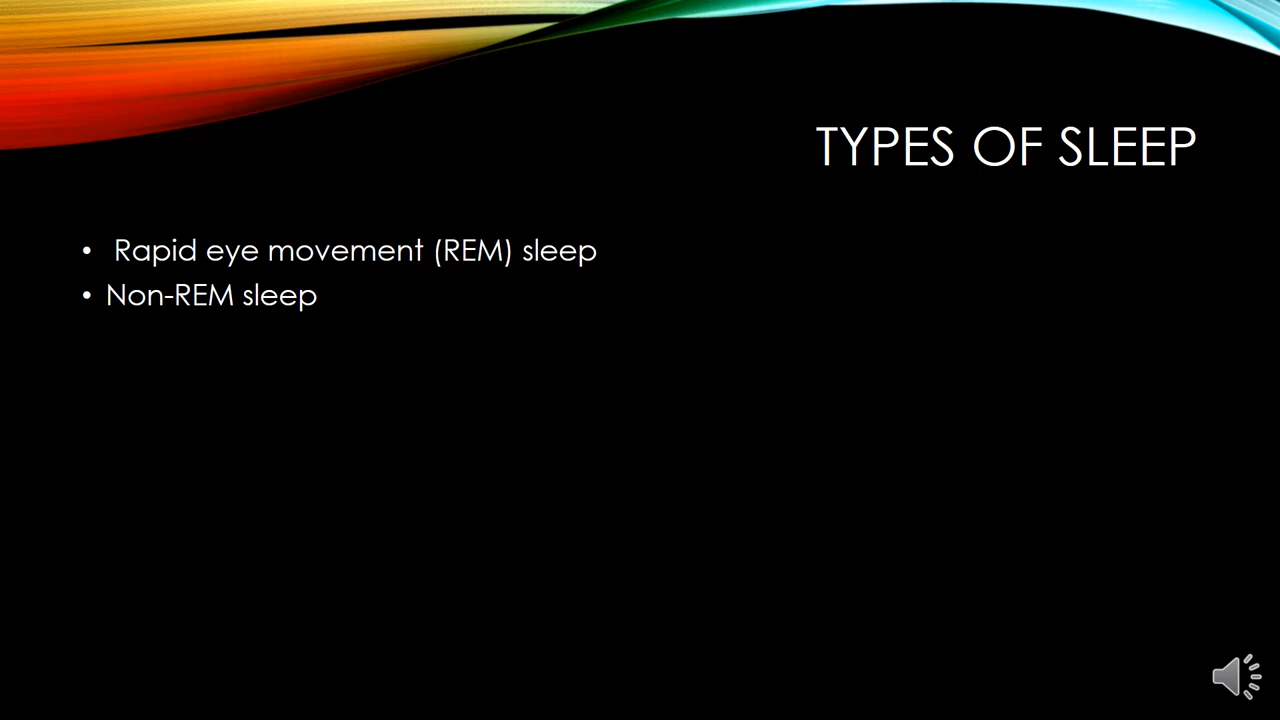 TYPES OF SLEEP
• Rapid eye movement (REM) sleep
• Non-REM sleep